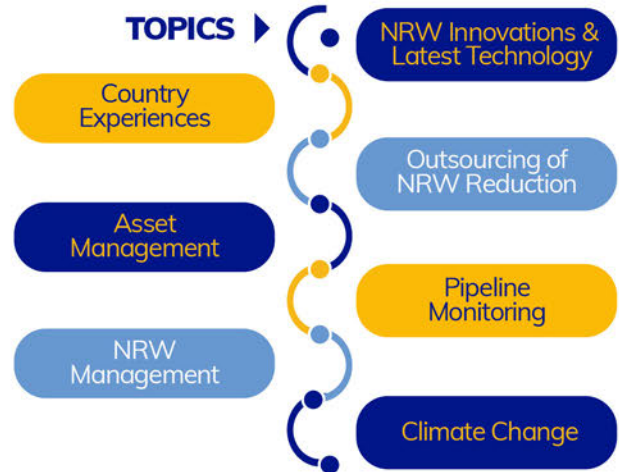 TOPICS
NRW Innovations &
Latest Technology
Country
Experiences
Outsourcing of
NRW Reduction
Asset
Management
Pipeline
Monitoring
NRW
Management
Climate Change